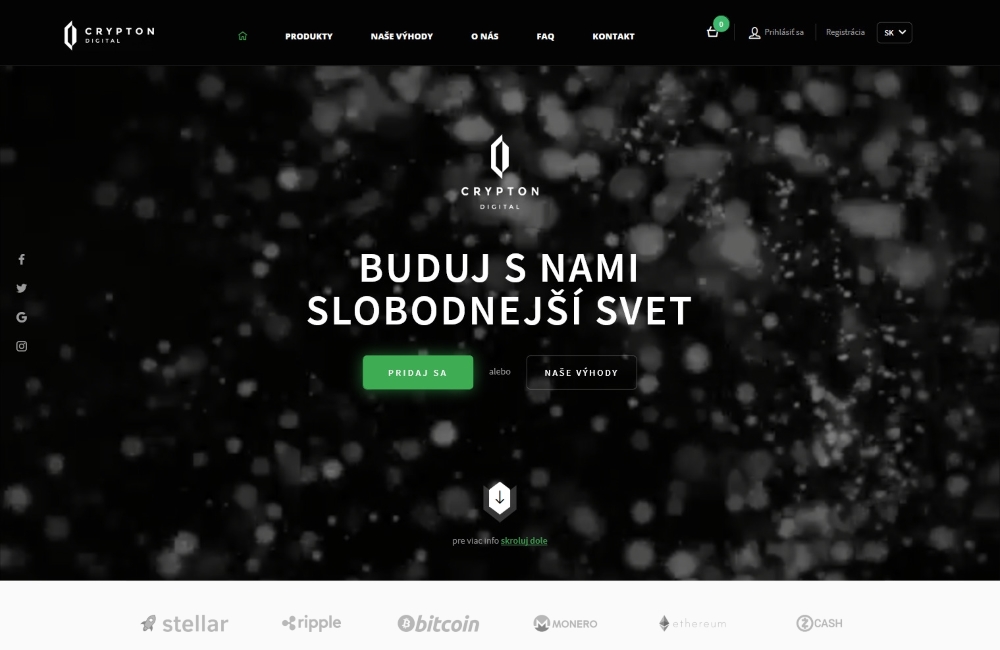 CRYPTON
DIGITAL
PRODUKTY
NAŠE VÝHODY
O NÁS
FAQ
KONTAKT
0
Prihlásiť sa
Registrácia
SK
CRYPTON
DIGITAL
BUDUJ S NAMI
SLOBODNEJŠÍ SVET
PRIDAJ SA
alebo
NAŠE VÝHODY
pre viac info skroluj dole
stellar
ripple
bitcoin
MONERO
ethereum
ZCASH